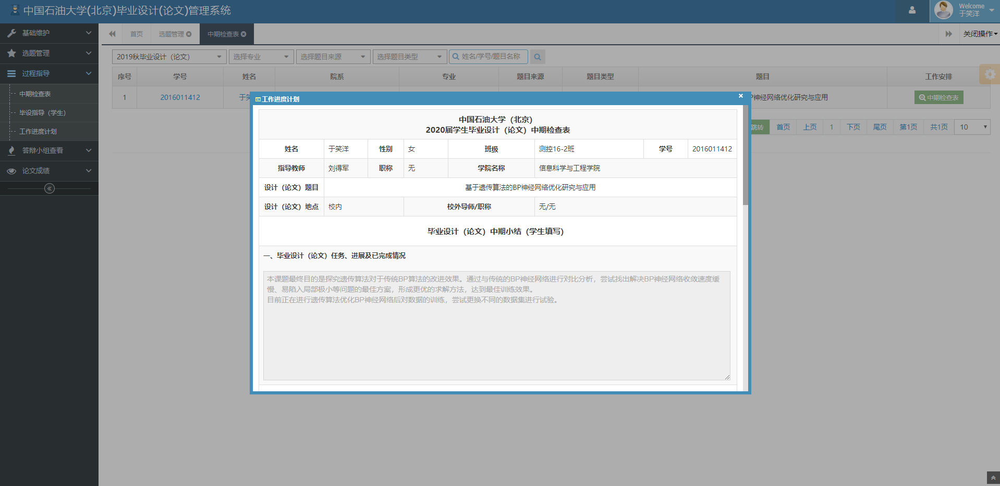 中国石油大学(北京)毕业设计(论文)管理系统
Welcome
于笑洋
基础维护
选题管理
过程指导
中期检查表
毕设指导（学生）
工作进度计划
答辩小组查看
论文成绩
首页
选题管理
中期检查表
关闭操作
2019秋毕业设计（论文）
选择专业
选择题目来源
选择题目类型
姓名/学号/题目名称
序号 学号 姓名 院系 专业 题目来源 题目类型 题目 工作安排
1 2016011412 于 P神经网络优化研究与应用 中期检查表
跳转 首页 上页 1 下页 尾页 第1页 共1页 10
工作进度计划
中国石油大学（北京）
2020届学生毕业设计（论文）中期检查表
姓名 于笑洋 性别 女 班级 测控16-2班 学号 2016011412
指导教师 刘得军 职称 无 学院名称 信息科学与工程学院
设计（论文）题目 基于遗传算法的BP神经网络优化研究与应用
设计（论文）地点 校内 校外导师/职称 无/无
毕业设计（论文）中期小结（学生填写）
一、毕业设计（论文）任务、进展及已完成情况
本课题最终目的是探究遗传算法对于传统BP算法的改进效果。通过与传统的BP神经网络进行对比分析，尝试找出解决BP神经网络收敛速度缓
慢、易陷入局部极小等问题的最佳方案，形成更优的求解方法，达到最佳训练效果。
目前正在进行遗传算法优化BP神经网络后对数据的训练，尝试更换不同的数据集进行试验。